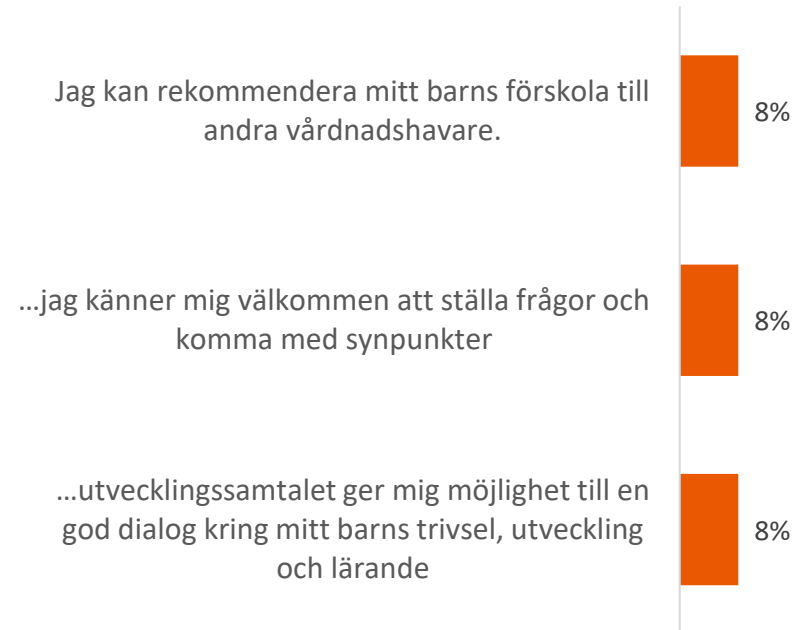 Jag kan rekommendera mitt barns förskola till
andra vårdnadshavare.
8%
…jag känner mig välkommen att ställa frågor och
komma med synpunkter
8%
…utvecklingssamtalet ger mig möjlighet till en
god dialog kring mitt barns trivsel, utveckling
och lärande
8%